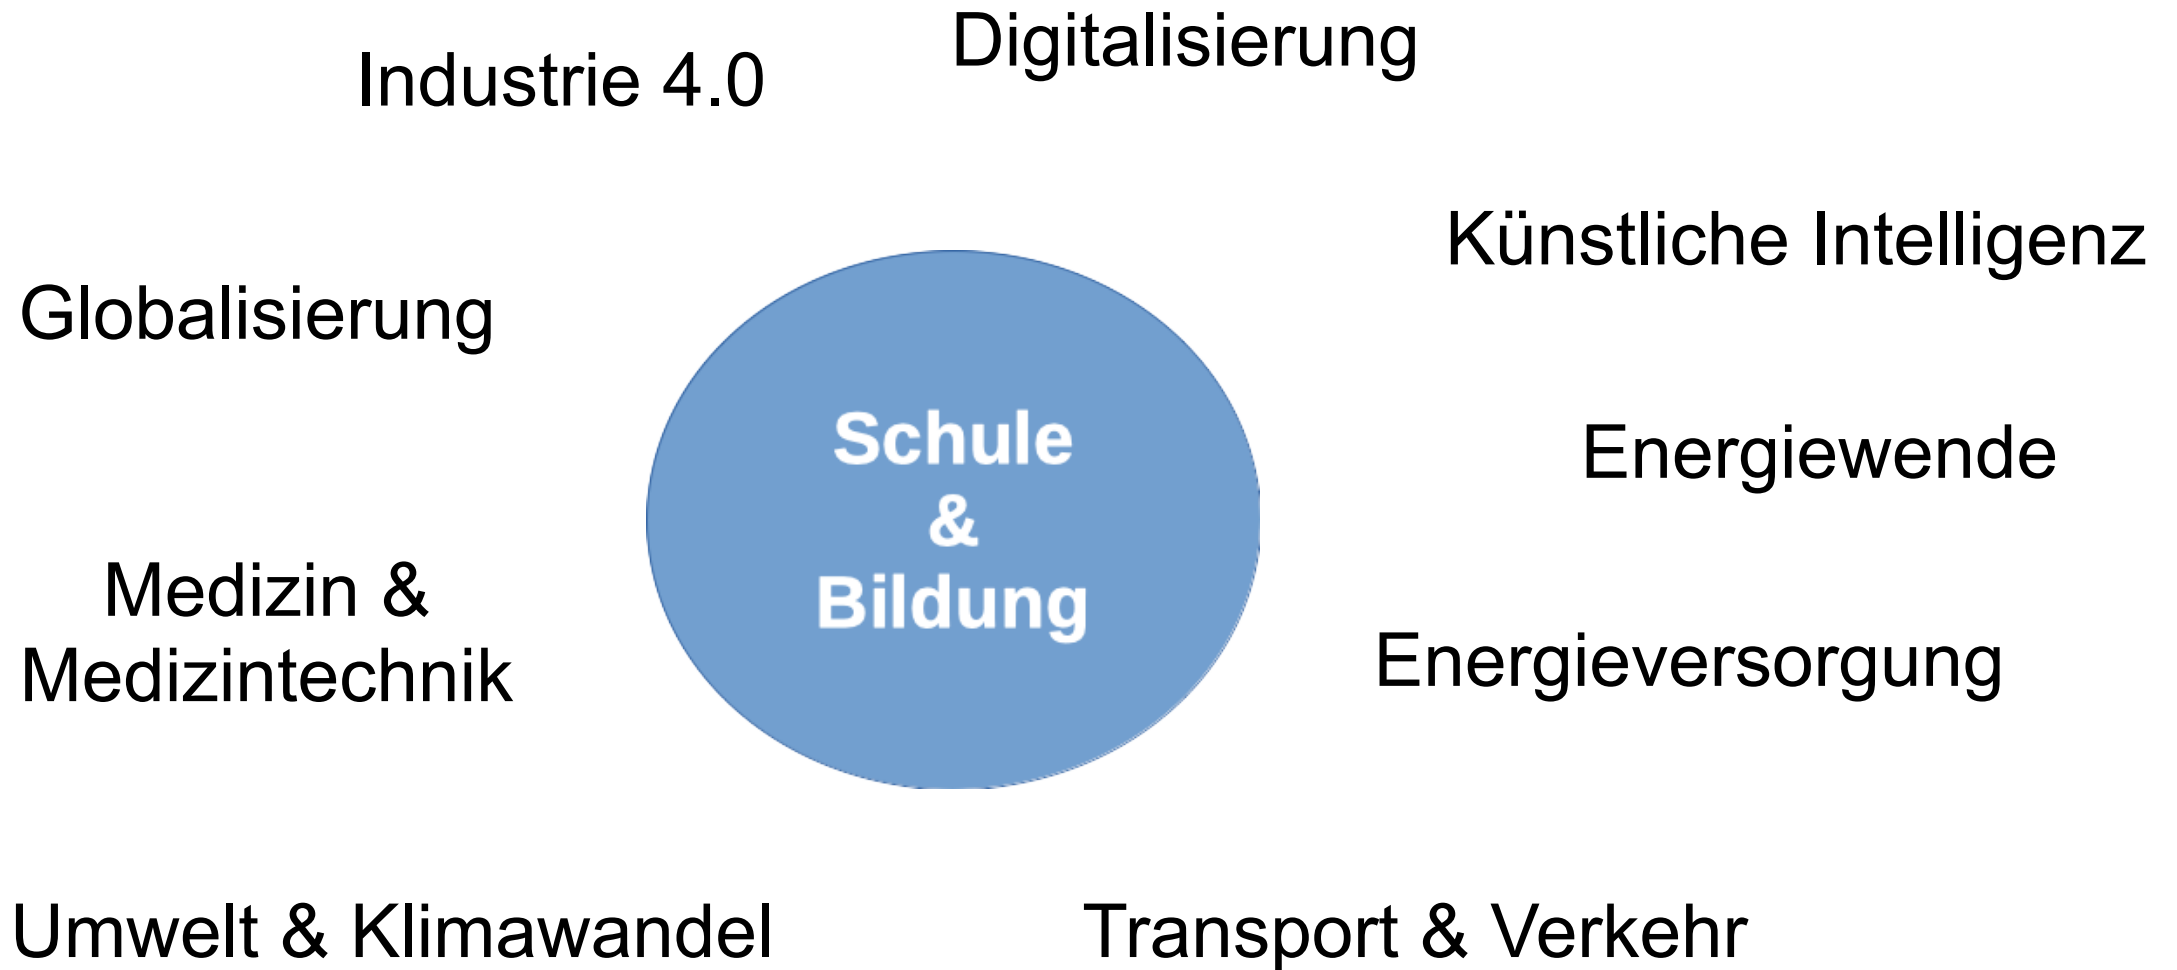 Digitalisierung
Industrie 4.0
Künstliche Intelligenz
Globalisierung
Schule
&
Bildung
Energiewende
Medizin &
Medizintechnik
Energieversorgung
Umwelt & Klimawandel
Transport & Verkehr